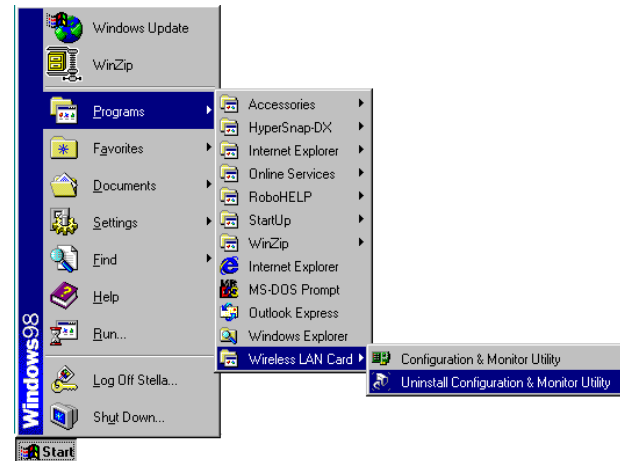 Windows Update
WinZip
Programs
Favorites
Documents
Settings
Find
Help
Run...
Log Off Stella...
Shut Down...
Windows98
Start
Accessories
HyperSnap-DX
Internet Explorer
Online Services
RoboHELP
StartUp
WinZip
Internet Explorer
MS-DOS Prompt
Outlook Express
Windows Explorer
Wireless LAN Card
Configuration & Monitor Utility
Uninstall Configuration & Monitor Utility